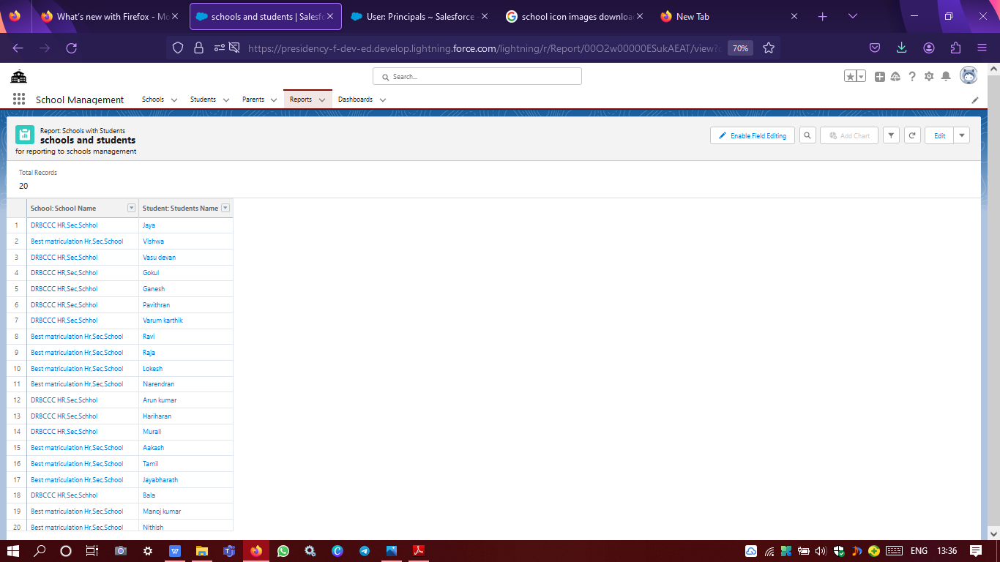 What's new with Firefox - Mo
schools and students | Salesfo
User: Principals ~ Salesforce -
school icon images downloa
New Tab
https://presidency-f-dev-ed.develop.lightning.force.com/lightning/r/Report/00O2w00000ESukAEAT/view?
70%
Search...
School Management
Schools
Students
Parents
Reports
Dashboards
Report: Schools with Students
schools and students
for reporting to schools management
Enable Field Editing
Add Chart
Edit
Total Records
20
School: School Name Student: Students Name
1 DRBCCC HR,Sec,Schhol Jaya
2 Best matriculation Hr,Sec,School Vishwa
3 DRBCCC HR,Sec,Schhol Vasu devan
4 DRBCCC HR,Sec,Schhol Gokul
5 DRBCCC HR,Sec,Schhol Ganesh
6 DRBCCC HR,Sec,Schhol Pavithran
7 DRBCCC HR,Sec,Schhol Varum karthik
8 Best matriculation Hr,Sec,School Ravi
9 Best matriculation Hr,Sec,School Raja
10 Best matriculation Hr,Sec,School Lokesh
11 Best matriculation Hr,Sec,School Narendran
12 DRBCCC HR,Sec,Schhol Arun kumar
13 DRBCCC HR,Sec,Schhol Hariharan
14 DRBCCC HR,Sec,Schhol Murali
15 Best matriculation Hr,Sec,School Aakash
16 Best matriculation Hr,Sec,School Tamil
17 Best matriculation Hr,Sec,School Jayabharath
18 DRBCCC HR,Sec,Schhol Bala
19 Best matriculation Hr,Sec,School Manoj kumar
20 Best matriculation Hr,Sec,School Nithish
ENG 13:36